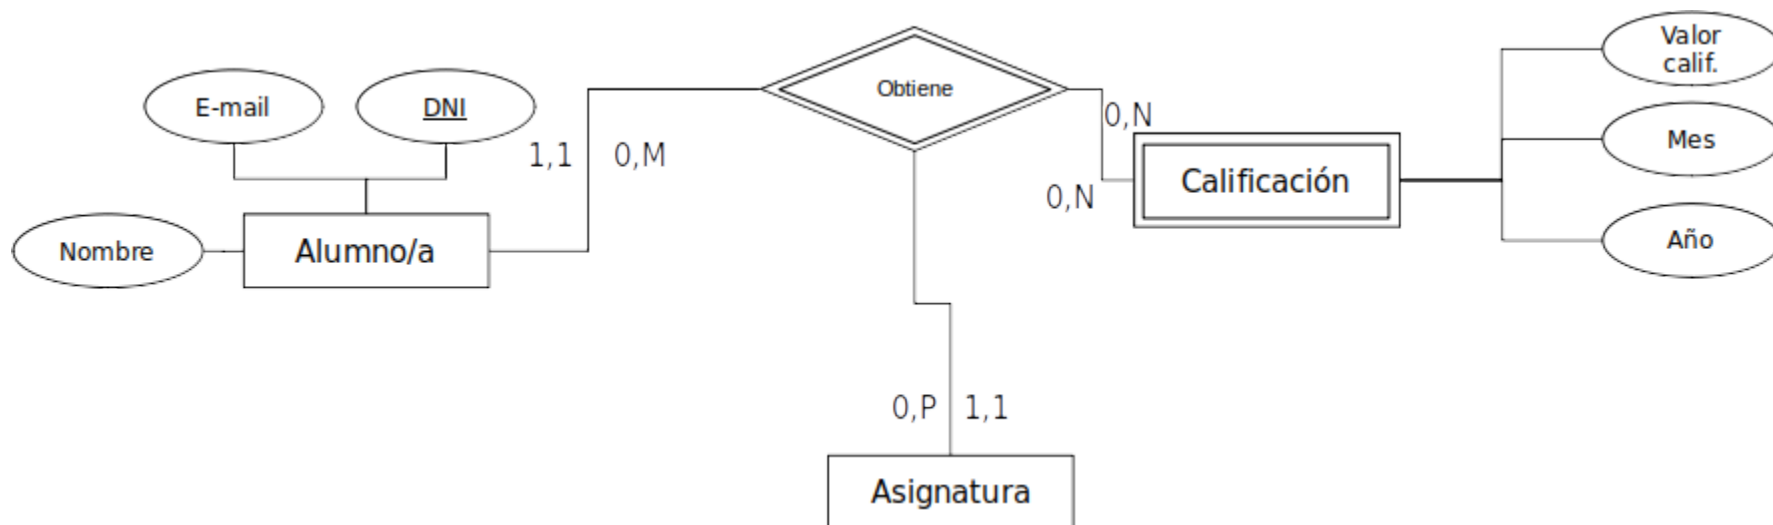 Valor
calif.
Obtiene
E-mail
DNI
0,N
Mes
1,1
0,M
Calificación
0,N
Nombre
Alumno/a
Año
0,P
1,1
Asignatura